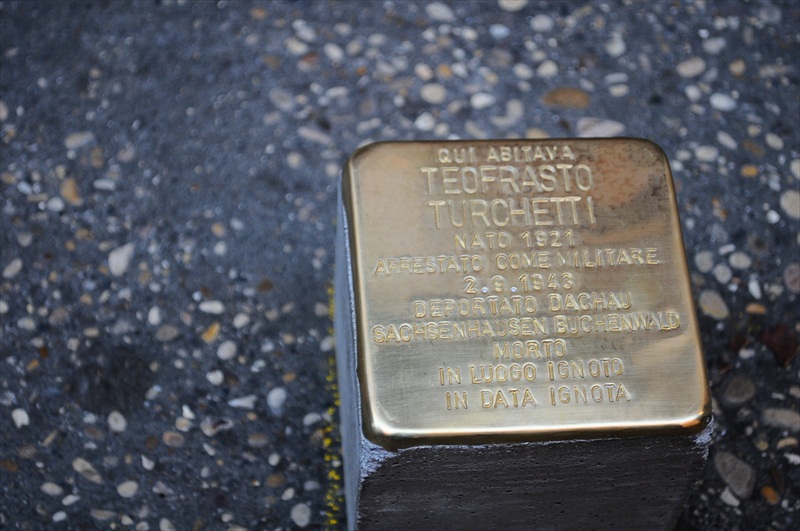 QUI ABITAVA
TEOFRASTO
TURCHETTI
NATO 1921
ARRESTATO COME MILITARE
2.9.1943
DEPORTATO DACHAU
SACHSENHAUSEN BUCHENWALD
MORTO
IN LUOGO IGNOTO
IN DATA IGNOTA